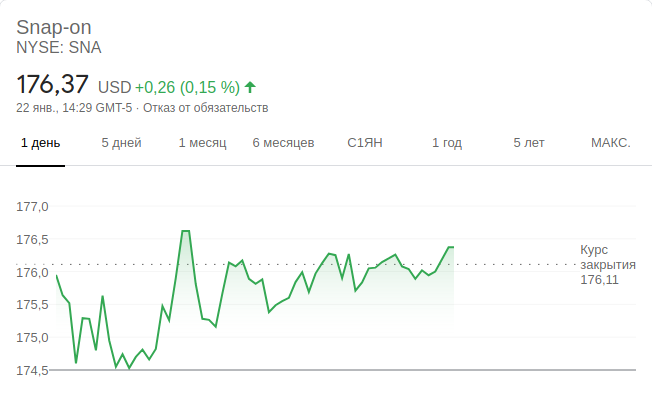 Snap-on
NYSE: SNA
176,37 USD +0,26 (0,15 %)
22 янв., 14:29 GMT-5 · Отказ от обязательств
1 день 5 дней 1 месяц 6 месяцев С1ЯН 1 год 5 лет МАКС.
177,0
176,5
176,0
175,5
175,0
174,5
Курс
закрытия
176,11